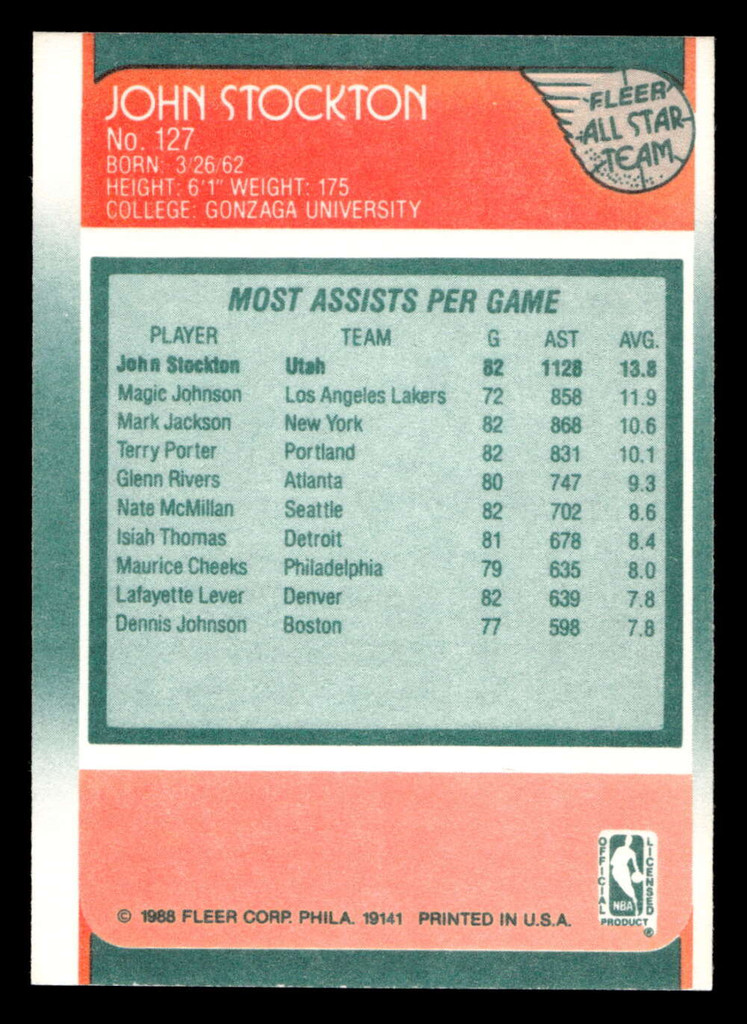 JOHN STOCKTON
No. 127
BORN: 3/26/62
HEIGHT: 6'1" WEIGHT: 175
COLLEGE: GONZAGA UNIVERSITY
FLEER
ALL STAR
TEAM
MOST ASSISTS PER GAME
PLAYER TEAM G AST AVG.
John Stockton Utah 82 1128 13.8
Magic Johnson Los Angeles Lakers 72 858 11.9
Mark Jackson New York 82 868 10.6
Terry Porter Portland 82 831 10.1
Glenn Rivers Atlanta 80 747 9.3
Nate McMillan Seattle 82 702 8.6
Isiah Thomas Detroit 81 678 8.4
Maurice Cheeks Philadelphia 79 635 8.0
Lafayette Lever Denver 82 639 7.8
Dennis Johnson Boston 77 598 7.8
OFFICIAL
LICENSED
NBA
PRODUCT
®
© 1988 FLEER CORP. PHILA. 19141 PRINTED IN U.S.A.